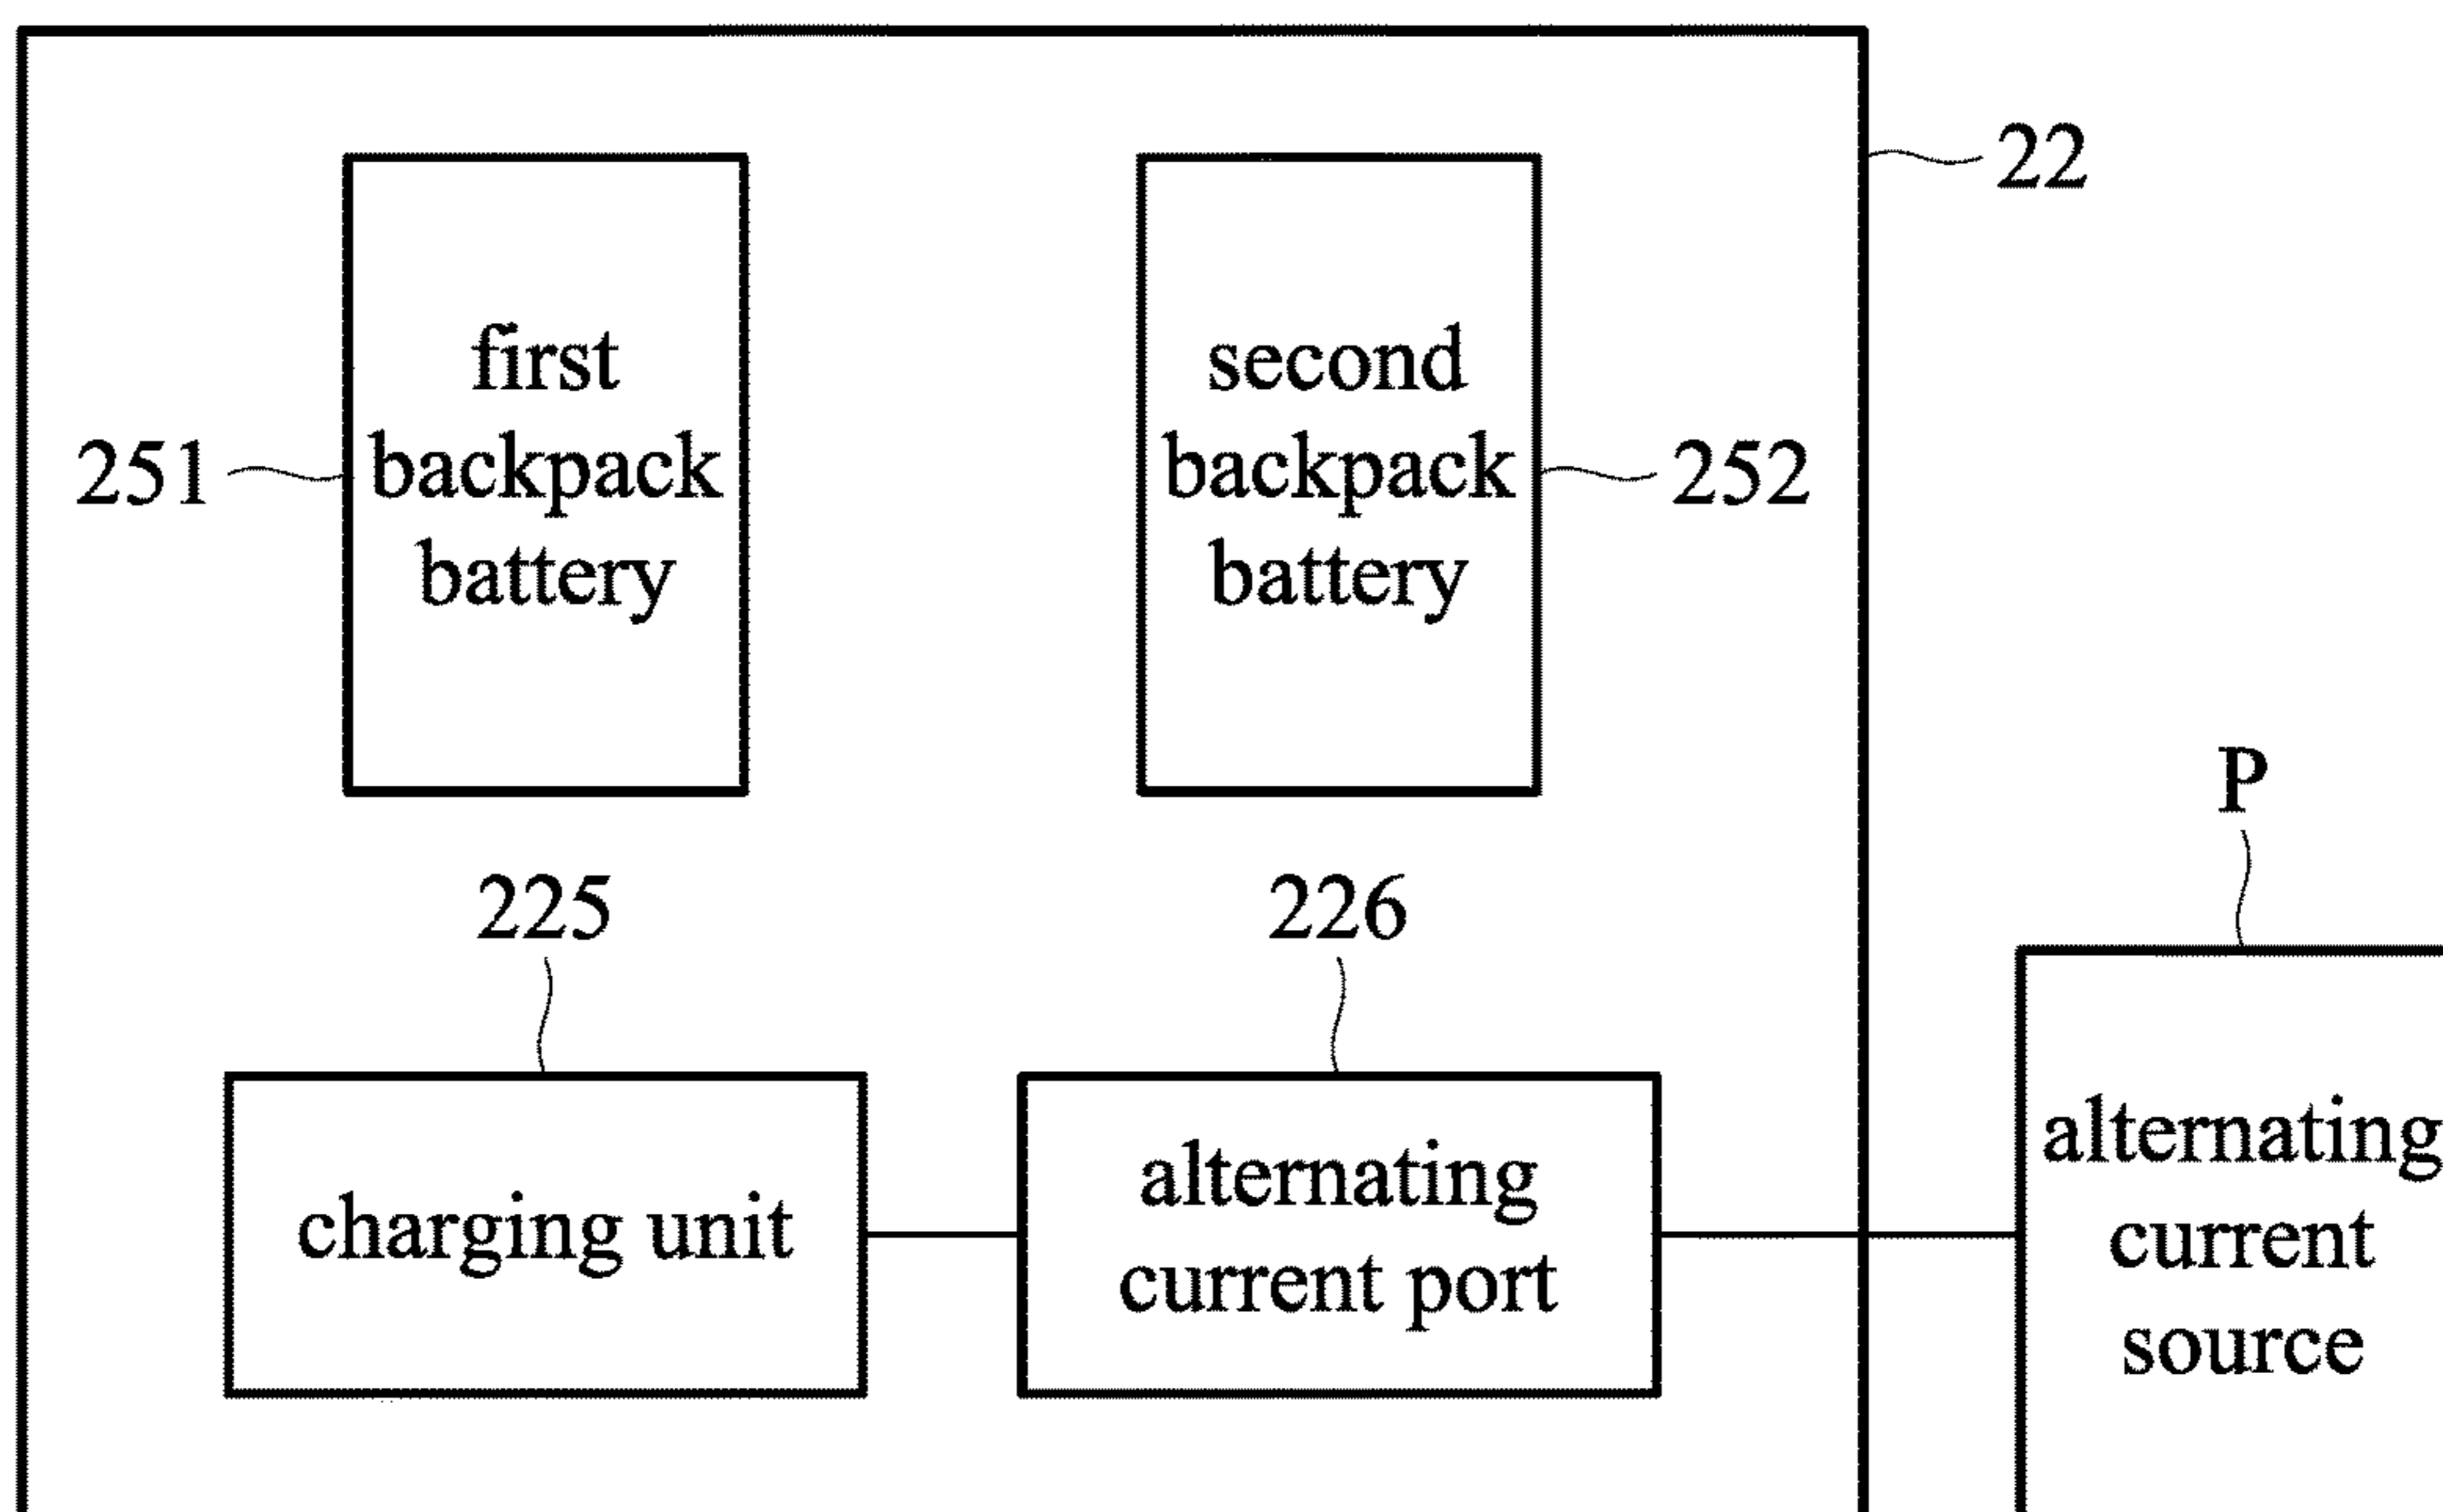 22
first
backpack
battery
251
second
backpack
battery
252
P
225
226
charging unit
alternating
current port
alternating
current
source